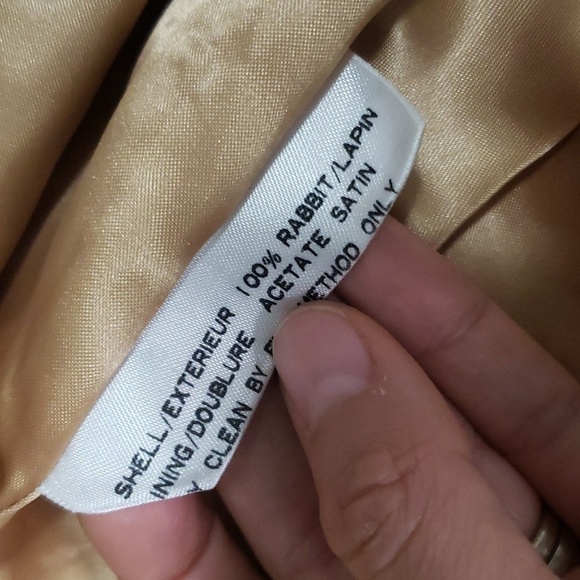 SHELL/EXTERIEUR 100% RABBIT/LAPIN
INING/DOUBLURE ACETATE SATIN
CLEAN BY METHOD ONLY